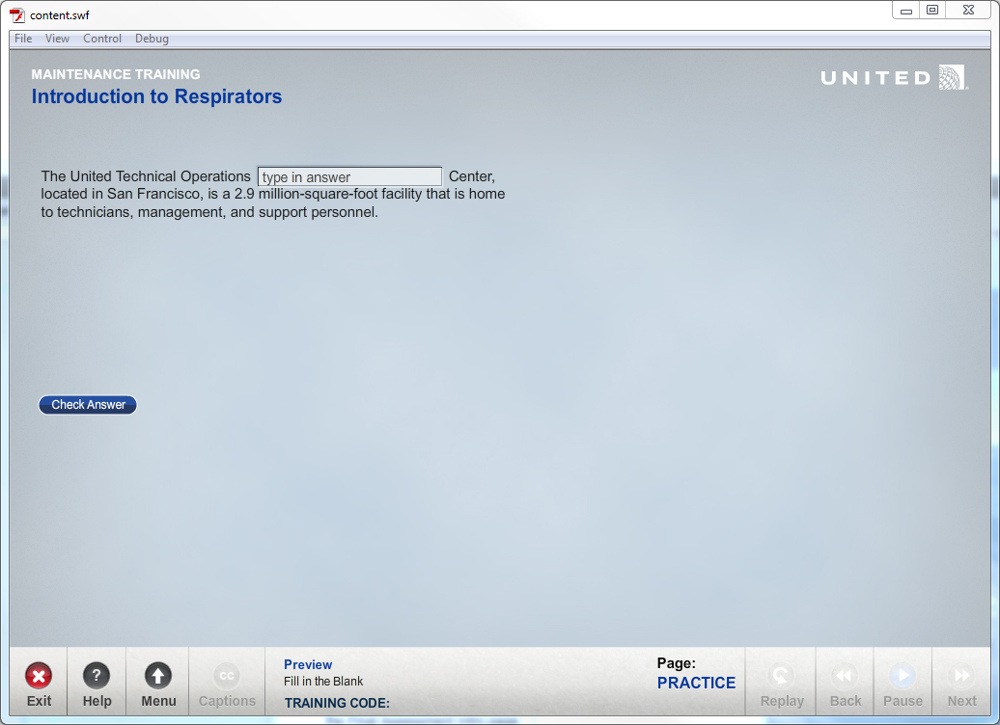 content.swf
File View Control Debug
MAINTENANCE TRAINING
Introduction to Respirators
UNITED
The United Technical Operations type in answer Center,
located in San Francisco, is a 2.9 million-square-foot facility that is home
to technicians, management, and support personnel.
Check Answer
Exit
? Help
Menu
cc Captions
Preview
Fill in the Blank
TRAINING CODE:
Page:
PRACTICE
Replay
Back
Pause
Next